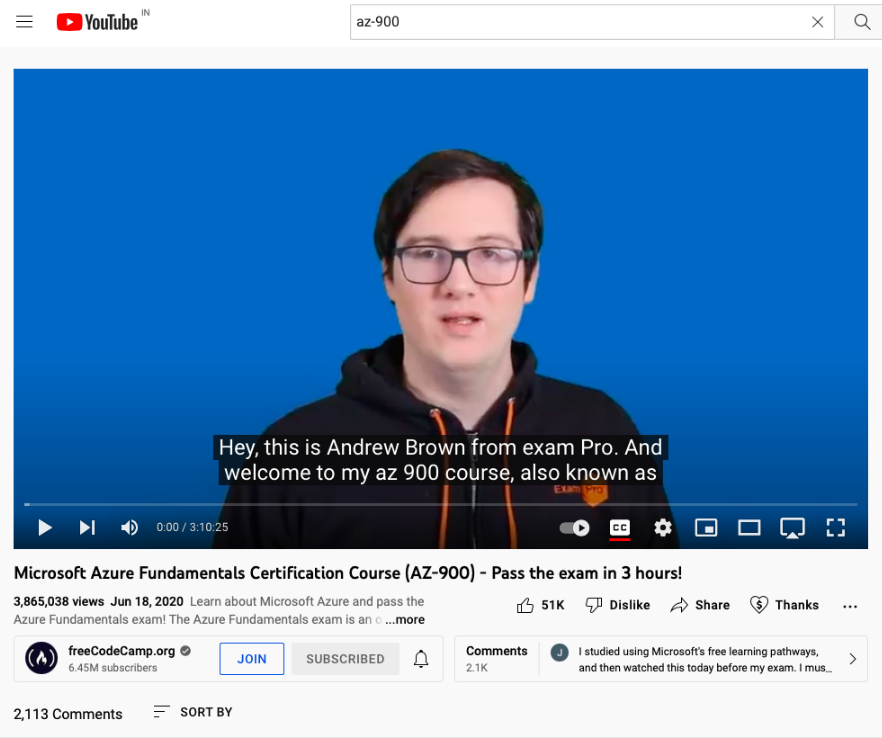 YouTube IN
az-900
Hey, this is Andrew Brown from exam Pro. And
welcome to my az 900 course, also known as
EXAM PRO
0:00 / 3:10:25
CC
Microsoft Azure Fundamentals Certification Course (AZ-900) - Pass the exam in 3 hours!
3,865,038 views Jun 18, 2020 Learn about Microsoft Azure and pass the
Azure Fundamentals exam! The Azure Fundamentals exam is an o ...more
51K Dislike Share Thanks
freeCodeCamp.org
6.45M subscribers
JOIN
SUBSCRIBED
Comments
2.1K
J
I studied using Microsoft's free learning pathways,
and then watched this today before my exam. I mus...
2,113 Comments
SORT BY